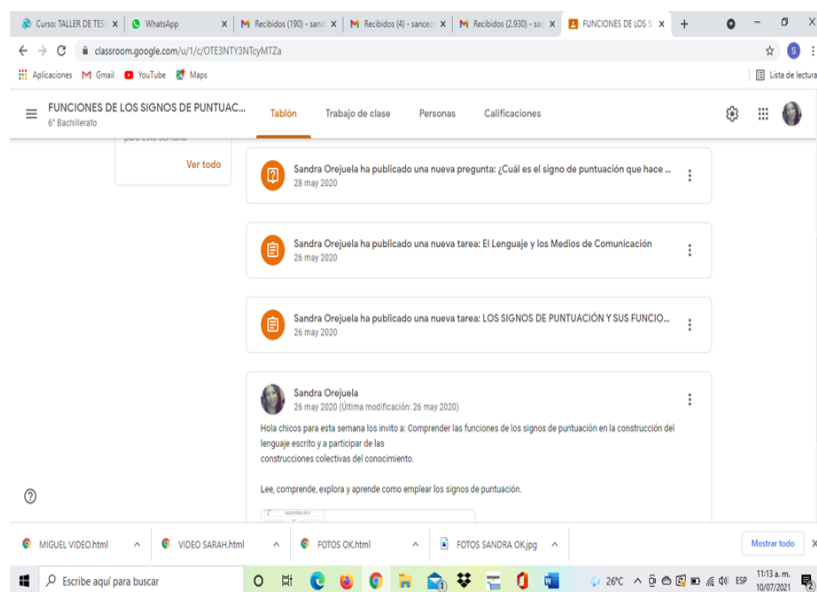 Curso: TALLER DE TES
WhatsApp
Recibidos (190) - sand
Recibidos (4) - sanceo
Recibidos (2.930) - sa
FUNCIONES DE LOS S
classroom.google.com/u/1/c/OTE3NTY3NTcyMTZa
S
Aplicaciones
Gmail
YouTube
Maps
Lista de lectura
FUNCIONES DE LOS SIGNOS DE PUNTUAC...
6° Bachillerato
Tablón
Trabajo de clase
Personas
Calificaciones
para esta semana
Ver todo
Sandra Orejuela ha publicado una nueva pregunta: ¿Cuál es el signo de puntuación que hace ...
28 may 2020
Sandra Orejuela ha publicado una nueva tarea: El Lenguaje y los Medios de Comunicación
26 may 2020
Sandra Orejuela ha publicado una nueva tarea: LOS SIGNOS DE PUNTUACIÓN Y SUS FUNCIO...
26 may 2020
Sandra Orejuela
26 may 2020 (Última modificación: 26 may 2020)
Hola chicos para esta semana los invito a: Comprender las funciones de los signos de puntuación en la construcción del
lenguaje escrito y a participar de las
construcciones colectivas del conocimiento.
Lee, comprende, explora y aprende como emplear los signos de puntuación.
MIGUEL VIDEO.html
VIDEO SARAH.html
FOTOS OK.html
FOTOS SANDRA OK.jpg
Mostrar todo
Escribe aquí para buscar
26°C
ESP
11:13 a. m.
10/07/2021